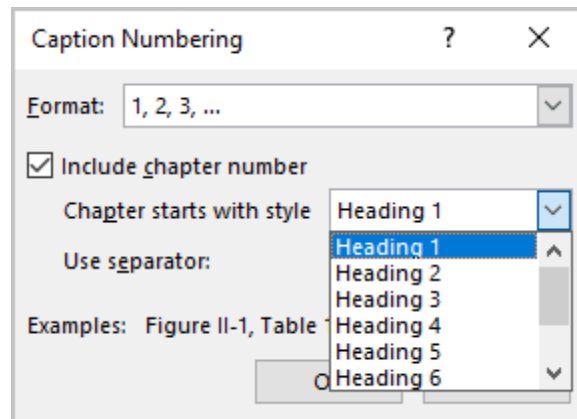 Caption Numbering ? ×
Format: 1, 2, 3, ...
Include chapter number
Chapter starts with style Heading 1
Heading 1
Heading 2
Use separator:
Heading 3
Examples: Figure II-1, Table Heading 4
Heading 5
Heading 6